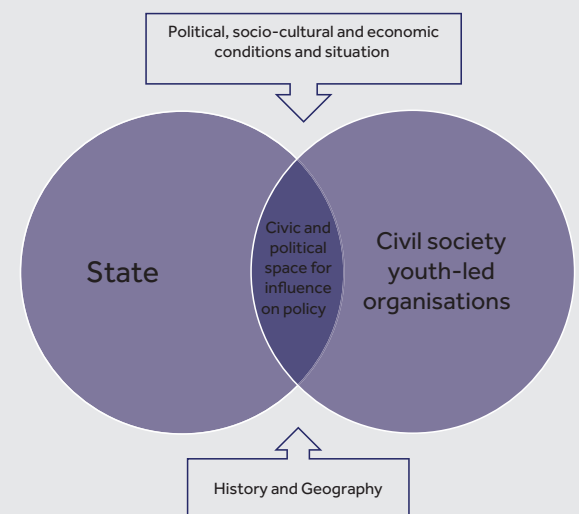 Political, socio-cultural and economic
conditions and situation
State
Civic and
political
space for
influence
on policy
Civil society
youth-led
organisations
History and Geography